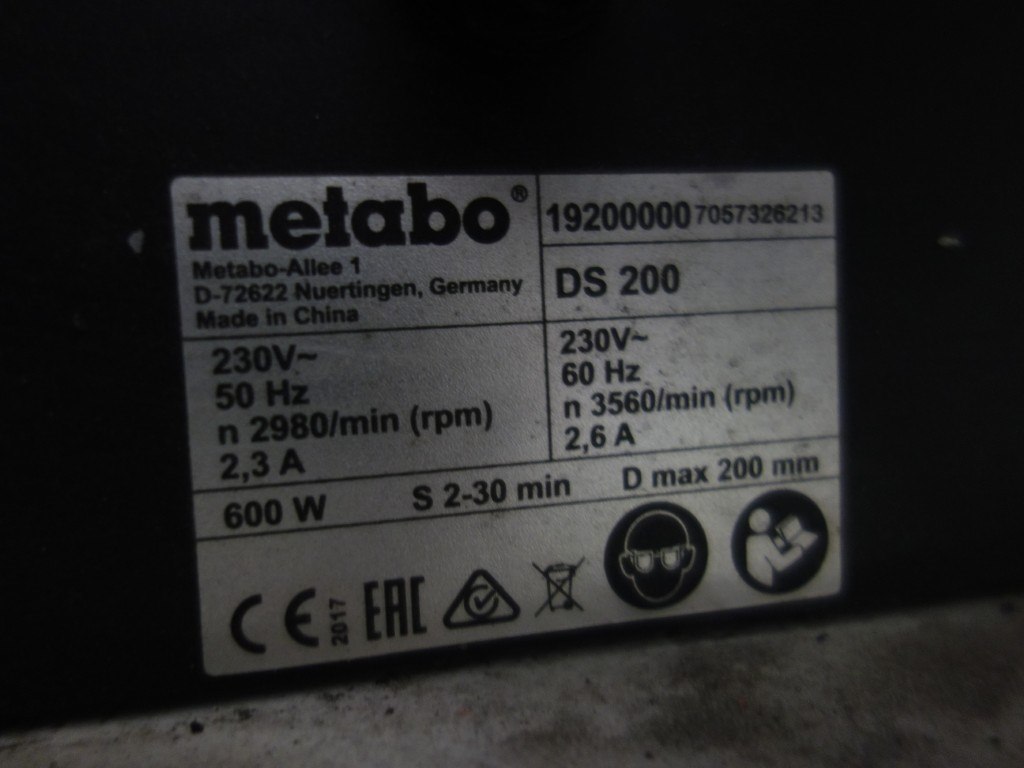 metabo®
Metabo-Allee 1
D-72622 Nuertingen, Germany
Made in China
19200000 7057326213
DS 200
230V~
50 Hz
n 2980/min (rpm)
2,3 A
230V~
60 Hz
n 3560/min (rpm)
2,6 A
600 W S 2-30 min D max 200 mm
CE 2017 EAC